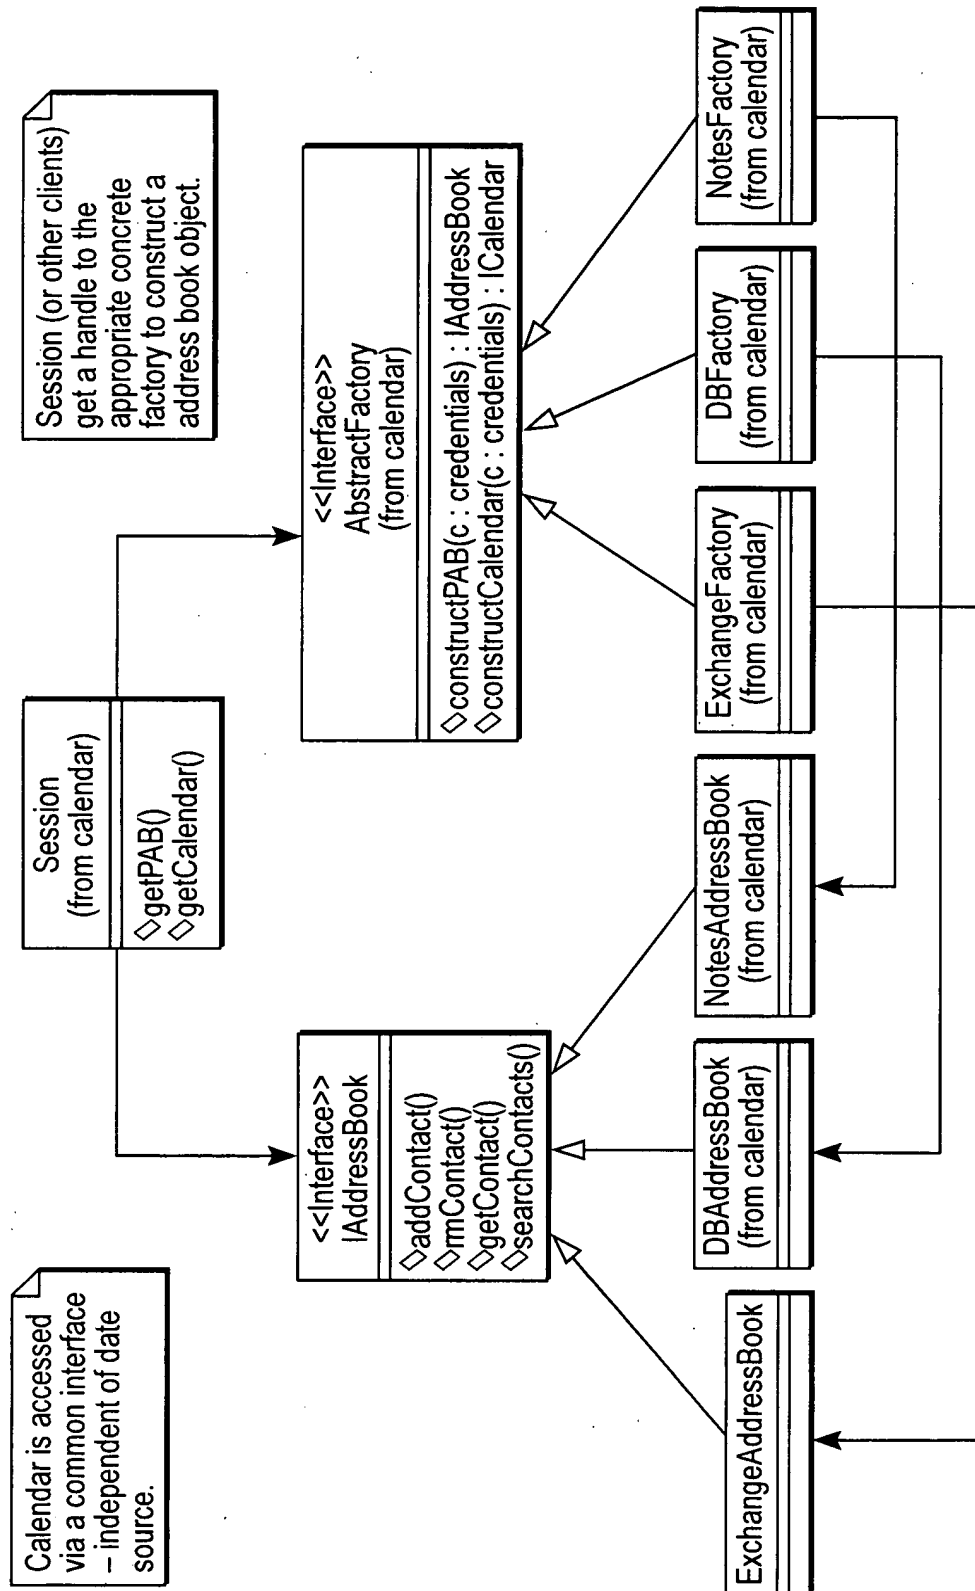 Calendar is accessed
via a common interface
– independent of date
source.
Session
(from calendar)
getPAB()
getCalendar()
Session (or other clients)
get a handle to the
appropriate concrete
factory to construct a
address book object.
<<Interface>>
IAddressBook
addContact()
rmContact()
getContact()
searchContacts()
<<Interface>>
AbstractFactory
(from calendar)
constructPAB(c : credentials) : IAddressBook
constructCalendar(c : credentials) : ICalendar
ExchangeAddressBook
DBAddressBook
(from calendar)
NotesAddressBook
(from calendar)
ExchangeFactory
(from calendar)
DBFactory
(from calendar)
NotesFactory
(from calendar)